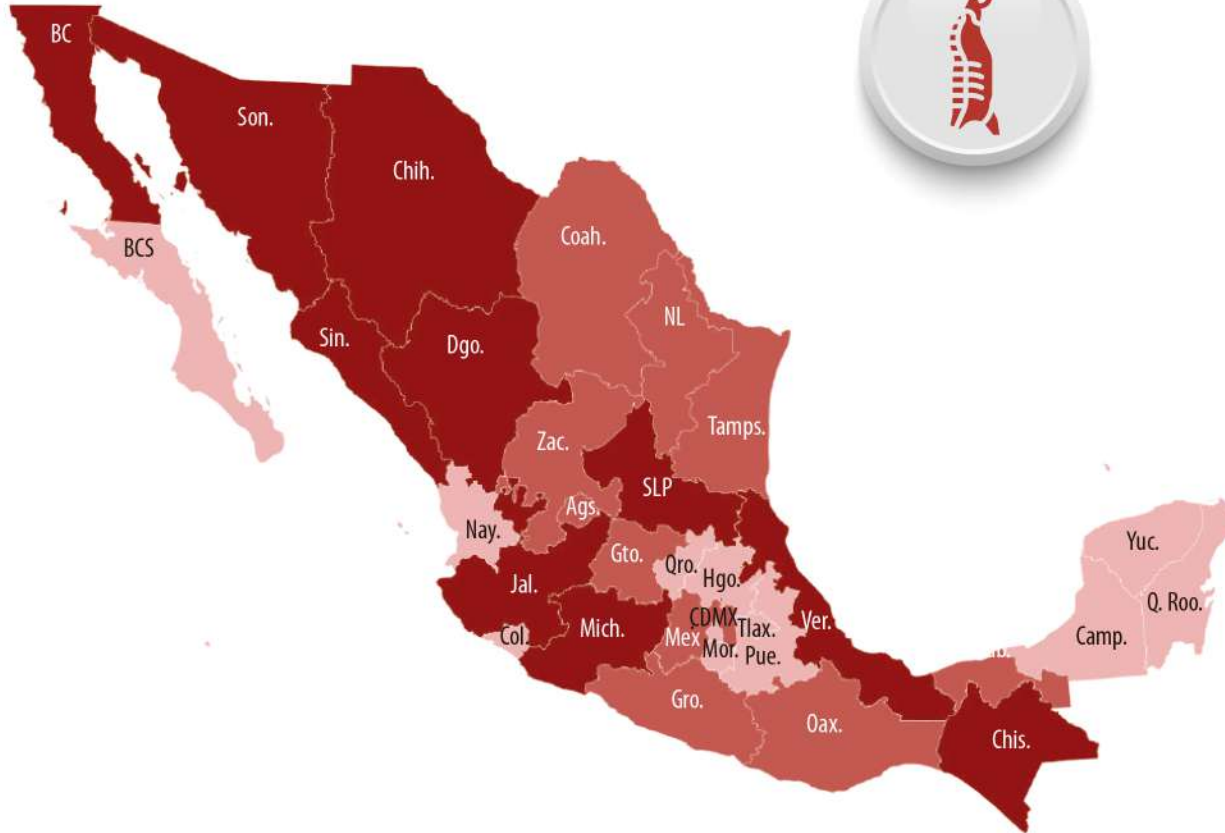 BC
Son.
Chih.
BCS
Coah.
NL
Sin.
Dgo.
Tamps.
Zac.
SLP
Ags.
Nay.
Gto.
Qro.
Hgo.
Yuc.
Jal.
Q. Roo.
CDMX
Col.
Mich.
Mex
Tlax.
Ver.
Camp.
Mor.
Pue.
Gro.
Oax.
Chis.